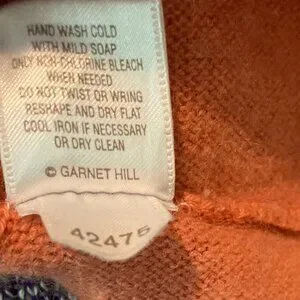 HAND WASH COLD
WITH MILD SOAP
ONLY NON-CHLORINE BLEACH
WHEN NEEDED
DO NOT TWIST OR WRING
RESHAPE AND DRY FLAT
COOL IRON IF NECESSARY
OR DRY CLEAN
© GARNET HILL
42475